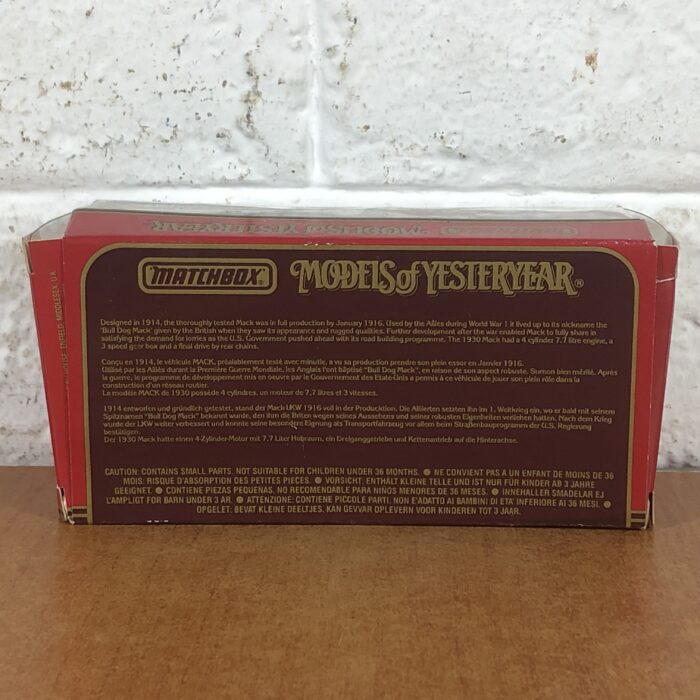 MODELS of YESTERYEAR
HOUSE ENFIELD MIDDLESEX U.K.
MATCHBOX® MODELS of YESTERYEAR®
Designed in 1914, the thoroughly tested Mack was in full production by January 1916. Used by the Allies during World War 1 it lived up to its nickname the
'Bull Dog Mack' given by the British when they saw its appearance and rugged qualities. Further development after the war enabled Mack to fully share in
satisfying the demand for lorries as the U.S. Government pushed ahead with its road building programme. The 1930 Mack had a 4 cylinder 7.7 litre engine, a
3 speed gear box and a final drive by rear chains.
Conçu en 1914, le véhicule MACK, préalablement testé avec minutie, a vu sa production prendre son plein essor en Janvier 1916.
Utilisé par les Alliés durant la Première Guerre Mondiale, les Anglais l'ont bâptisé "Bull Dog Mack", en raison de son aspect robuste. Surnom bien mérité. Après
la guerre, le programme de développement mis en oeuvre par le Gouvernement des Etats-Unis a permis à ce véhicule de jouer son plein rôle dans la
construction d'un réseau routier.
Le modèle MACK de 1930 possède 4 cylindres, un moteur de 7,7 litres et 3 vitesses.
1914 entworfen und gründlich getestet, stand der Mack LKW 1916 voll in der Production. Die Alliierten setzten ihn im 1. Weltkrieg ein, wo er bald mit seinem
Spitznamen "Bull Dog Mack" bekannt wurde, den ihm die Briten wegen seines Aussehens und seiner robusten Eigenheiten verliehen hatten. Nach dem Krieg
wurde der LKW weiter verbessert und konnte seine besondere Eignung als Transportfahrzeug vor allem beim Straßenbauprogramm der U.S. Regierung
bestätigen.
Der 1930 Mack hatte einen 4-Zylinder-Motor mit 7,7 Liter Hubraum, ein Dreiganggetriebe und Kettenantrieb auf die Hinterachse.
CAUTION: CONTAINS SMALL PARTS. NOT SUITABLE FOR CHILDREN UNDER 36 MONTHS. ● NE CONVIENT PAS A UN ENFANT DE MOINS DE 36
MOIS: RISQUE D'ABSORPTION DES PETITES PIECES. ● VORSICHT: ENTHÄLT KLEINE TEILE UND IST NUR FÜR KINDER AB 3 JAHRE
GEEIGNET. ● CONTIENE PIEZAS PEQUEÑAS. NO RECOMENDABLE PARA NIÑOS MENORES DE 36 MESES. ● INNEHALLER SMADELAR EJ
LAMPLIGT FOR BARN UNDER 3 AR. ● ATTENZIONE: CONTIENE PICCOLE PARTI. NON E'ADATTO AI BAMBINI DI ETA' INFERIORE AI 36 MESI. ●
OPGELET: BEVAT KLEINE DEELTJES. KAN GEVVAR OPLEVERN VOOR KINDEREN TOT 3 JAAR.